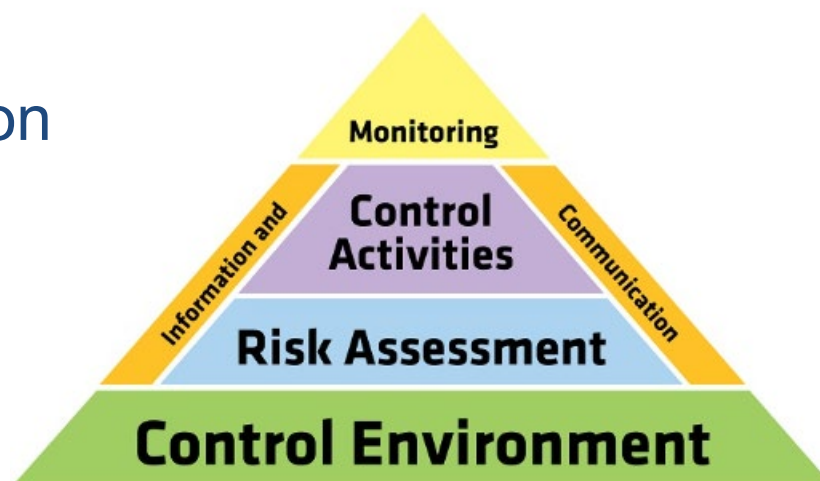 on
Monitoring
Control
Activities
Information and
Communication
Risk Assessment
Control Environment